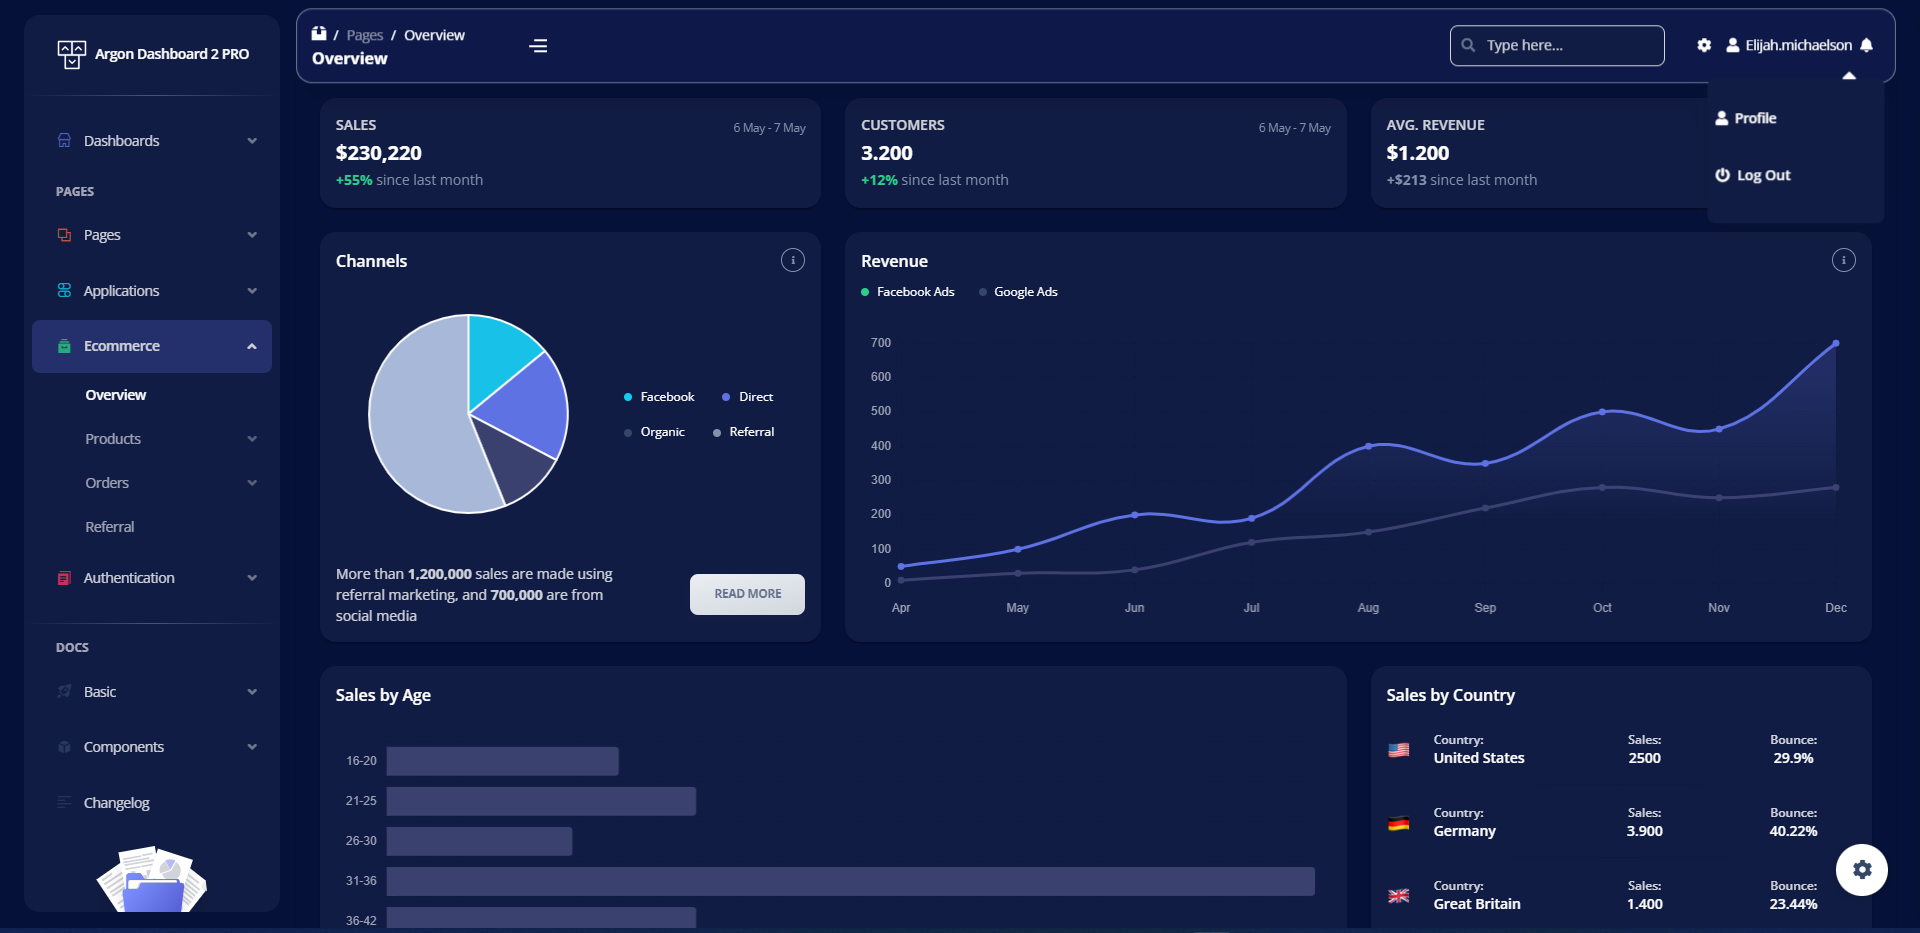 Argon Dashboard 2 PRO
Dashboards
PAGES
Pages
Applications
Ecommerce
Overview
Products
Orders
Referral
Authentication
DOCS
Basic
Components
Changelog
/ Pages / Overview
Overview
Type here...
Elijah.michaelson
Profile
Log Out
SALES
6 May - 7 May
$230,220
+55% since last month
CUSTOMERS
6 May - 7 May
3.200
+12% since last month
AVG. REVENUE
$1.200
+$213 since last month
Channels
i
Facebook
Direct
Organic
Referral
More than 1,200,000 sales are made using
referral marketing, and 700,000 are from
social media
READ MORE
Revenue
i
Facebook Ads
Google Ads
700
600
500
400
300
200
100
0
Apr May Jun Jul Aug Sep Oct Nov Dec
Sales by Age
16-20
21-25
26-30
31-36
36-42
Sales by Country
Country: Sales: Bounce:
United States 2500 29.9%
Country: Sales: Bounce:
Germany 3.900 40.22%
Country: Sales: Bounce:
Great Britain 1.400 23.44%